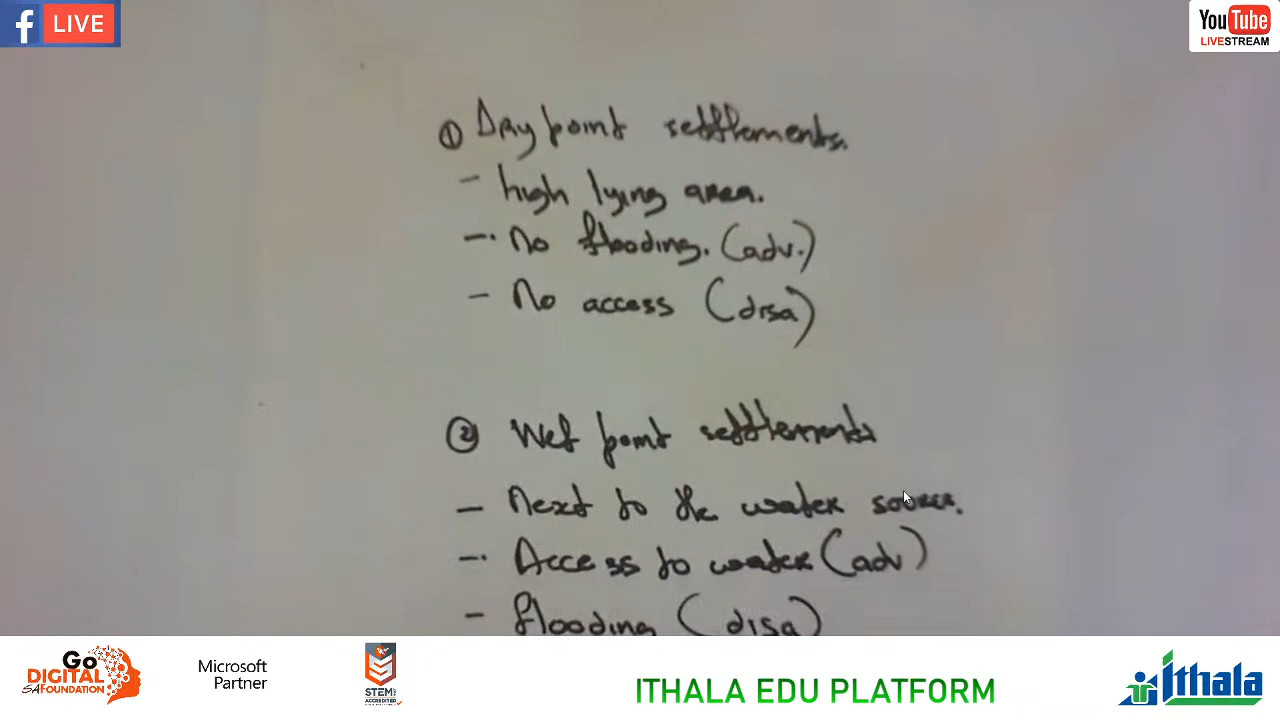 f LIVE
YouTube
LIVESTREAM
① Dry point settlements.
- high lying area.
- No flooding. (adv.)
- No access (disa)
② Wet point settlements
- Next to the water source.
- Access to water (adv)
- flooding (disa)
Go
DIGITAL
SA FOUNDATION
Microsoft
Partner
STEM
ACCREDITED
ITHALA EDU PLATFORM
ithala